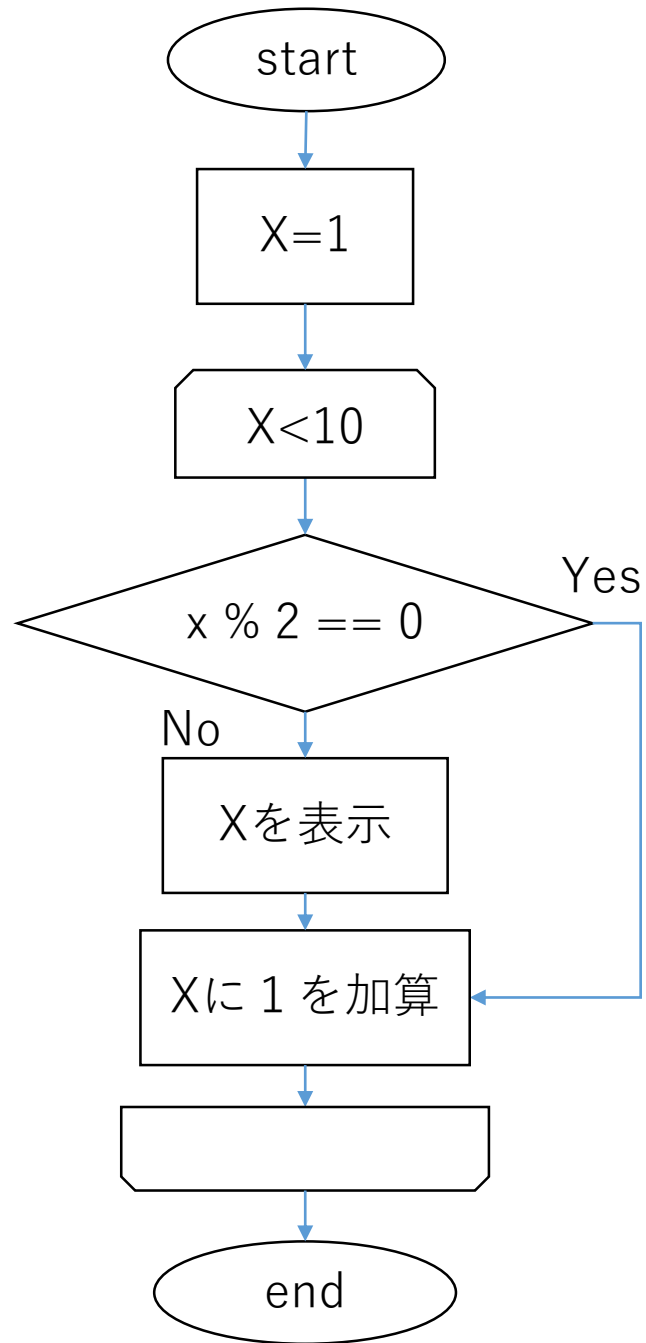 start
X=1
X<10
x % 2 == 0
Yes
No
Xを表示
Xに１を加算
end